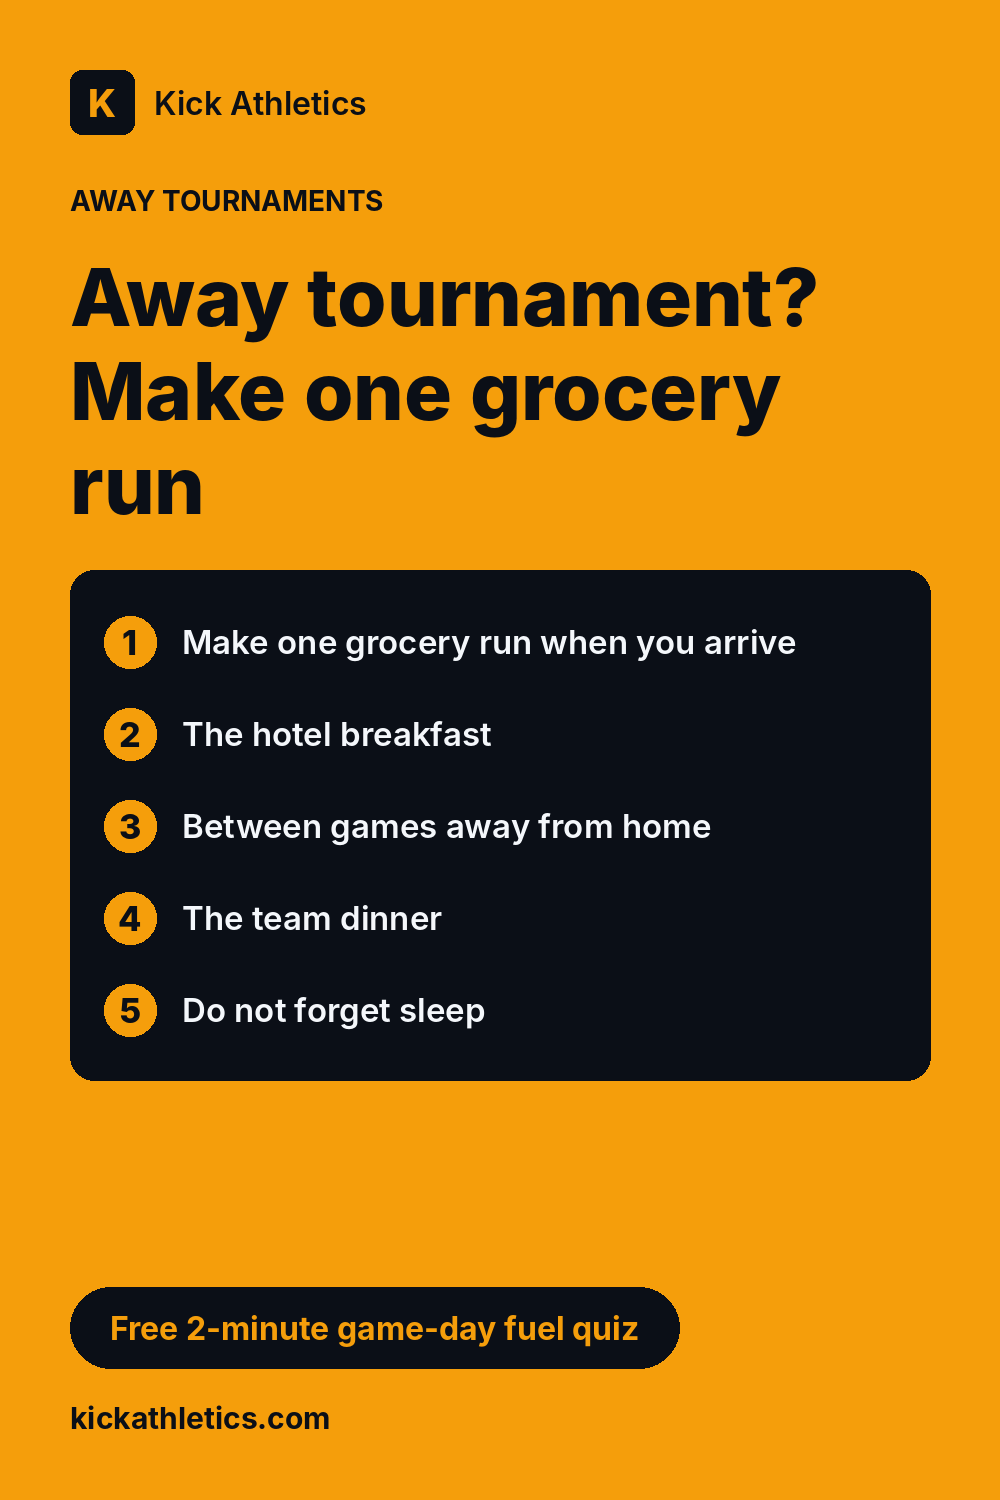 K
Kick Athletics
AWAY TOURNAMENTS
Away tournament?
Make one grocery
run
1 Make one grocery run when you arrive
2 The hotel breakfast
3 Between games away from home
4 The team dinner
5 Do not forget sleep
Free 2-minute game-day fuel quiz
kickathletics.com